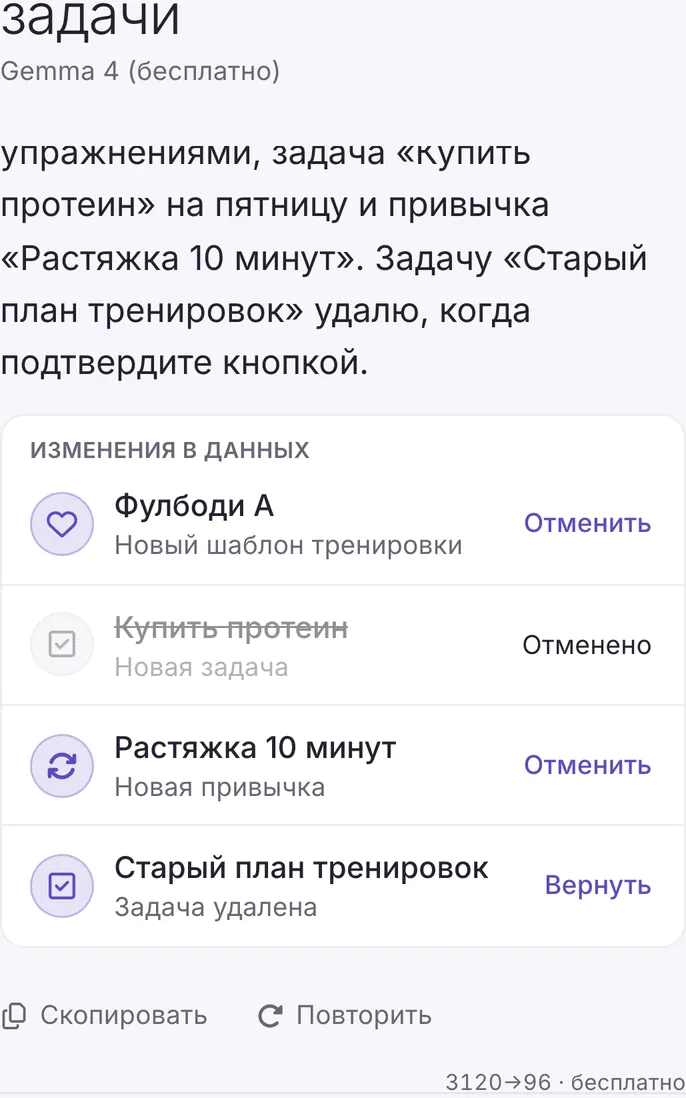 задачи
Gemma 4 (бесплатно)
упражнениями, задача «Купить
протеин» на пятницу и привычка
«Растяжка 10 минут». Задачу «Старый
план тренировок» удалю, когда
подтвердите кнопкой.
ИЗМЕНЕНИЯ В ДАННЫХ
Фулбоди А
Новый шаблон тренировки
Отменить
Купить протеин
Новая задача
Отменено
Растяжка 10 минут
Новая привычка
Отменить
Старый план тренировок
Задача удалена
Вернуть
Скопировать
Повторить
3120→96 · бесплатно